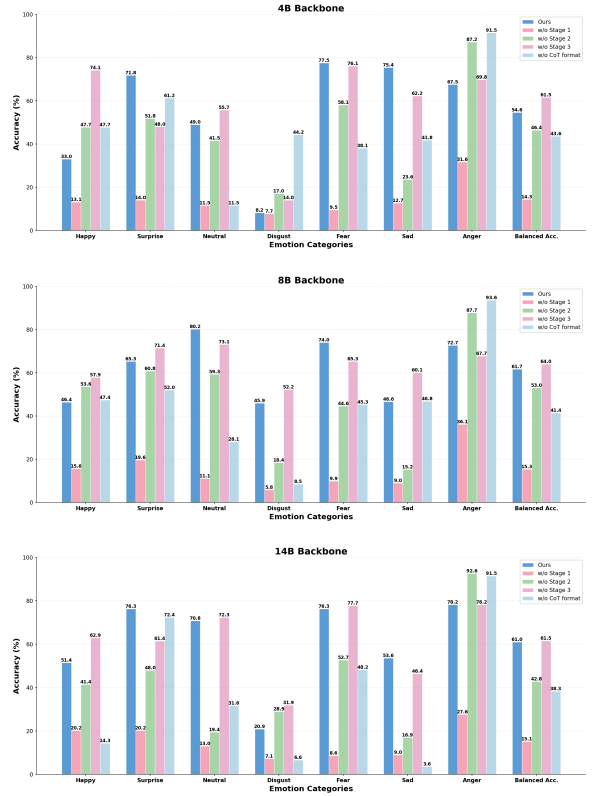 4B Backbone
100
80
60
40
20
0
Accuracy (%)
Ours
w/o Stage 1
w/o Stage 2
w/o Stage 3
w/o CoT format
33.0 13.1 47.7 74.1 47.7
71.8 14.0 51.8 48.0 61.2
49.0 11.5 41.5 55.7 11.5
8.2 7.7 17.0 14.0 44.2
77.5 9.5 58.1 76.1 38.1
75.4 12.7 23.6 62.2 41.8
67.5 31.6 87.2 69.8 91.5
54.6 14.3 46.4 61.5 43.6
Happy Surprise Neutral Disgust Fear Sad Anger Balanced Acc.
Emotion Categories
8B Backbone
100
80
60
40
20
0
Accuracy (%)
Ours
w/o Stage 1
w/o Stage 2
w/o Stage 3
w/o CoT format
46.4 15.6 53.6 57.9 47.4
65.3 19.6 60.8 71.4 52.0
80.2 11.1 59.3 73.1 28.1
45.9 5.8 18.4 52.2 8.5
74.0 9.9 44.6 65.3 45.3
46.6 9.0 15.2 60.1 46.8
72.7 36.1 87.7 67.7 93.6
61.7 15.3 53.0 64.0 41.4
Happy Surprise Neutral Disgust Fear Sad Anger Balanced Acc.
Emotion Categories
14B Backbone
100
80
60
40
20
0
Accuracy (%)
Ours
w/o Stage 1
w/o Stage 2
w/o Stage 3
w/o CoT format
51.4 20.2 41.4 62.9 14.3
76.3 20.2 48.0 61.4 72.4
70.8 13.0 19.4 72.3 31.6
20.9 7.1 28.9 31.9 6.6
76.3 8.6 52.7 77.7 48.2
53.6 9.0 16.9 46.4 3.6
78.2 27.8 92.6 78.2 91.5
61.0 15.1 42.8 61.5 38.3
Happy Surprise Neutral Disgust Fear Sad Anger Balanced Acc.
Emotion Categories